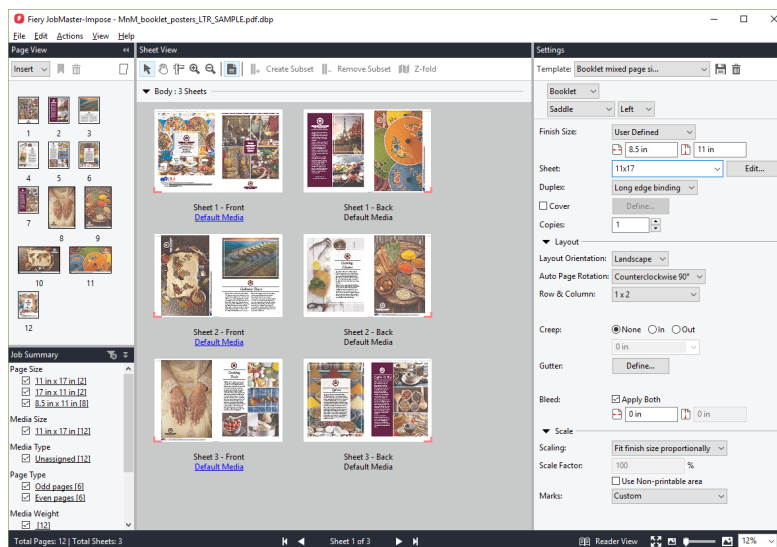 Fiery JobMaster-Impose - MnM_booklet_posters_LTR_SAMPLE.pdf.dbp
File Edit Actions View Help
Page View
Insert
1 2 3
4 5 6
7 8 9
10 11
12
Job Summary
Page Size
11 in x 17 in [2]
17 in x 11 in [2]
8.5 in x 11 in [8]
Media Size
11 in x 17 in [12]
Media Type
Unassigned [12]
Page Type
Odd pages [6]
Even pages [6]
Media Weight
[12]
Sheet View
Create Subset Remove Subset Z-fold
Body : 3 Sheets
Sheet 1 - Front Sheet 1 - Back
Default Media Default Media
Sheet 2 - Front Sheet 2 - Back
Default Media Default Media
Sheet 3 - Front Sheet 3 - Back
Default Media Default Media
Settings
Template: Booklet mixed page si...
Booklet
Saddle Left
Finish Size: User Defined
8.5 in 11 in
Sheet: 11x17 Edit...
Duplex: Long edge binding
Cover Define...
Copies: 1
Layout
Layout Orientation: Landscape
Auto Page Rotation: Counterclockwise 90°
Row & Column: 1 x 2
Creep: None In Out
0 in
Gutter: Define...
Bleed: Apply Both
0 in 0 in
Scale
Scaling: Fit finish size proportionally
Scale Factor: 100 %
Use Non-printable area
Marks: Custom
Total Pages: 12 | Total Sheets: 3 Sheet 1 of 3 Reader View 12%